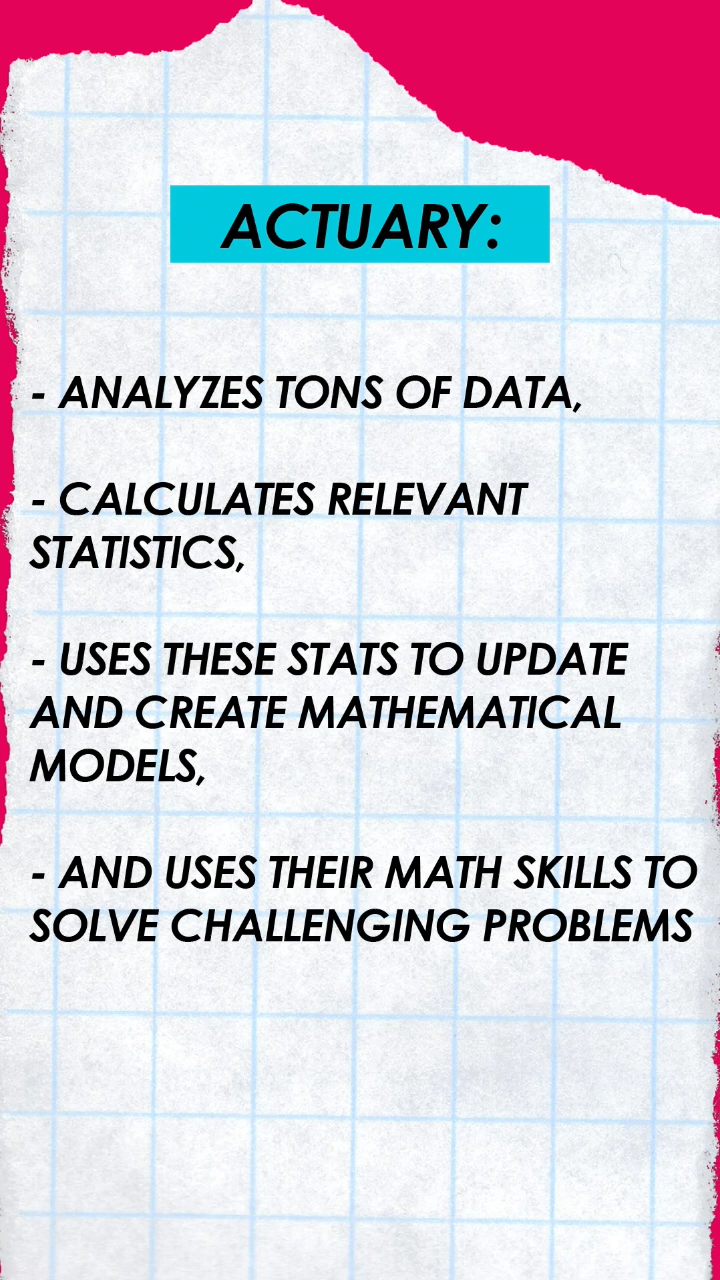 ACTUARY:
- ANALYZES TONS OF DATA,
- CALCULATES RELEVANT
STATISTICS,
- USES THESE STATS TO UPDATE
AND CREATE MATHEMATICAL
MODELS,
- AND USES THEIR MATH SKILLS TO
SOLVE CHALLENGING PROBLEMS